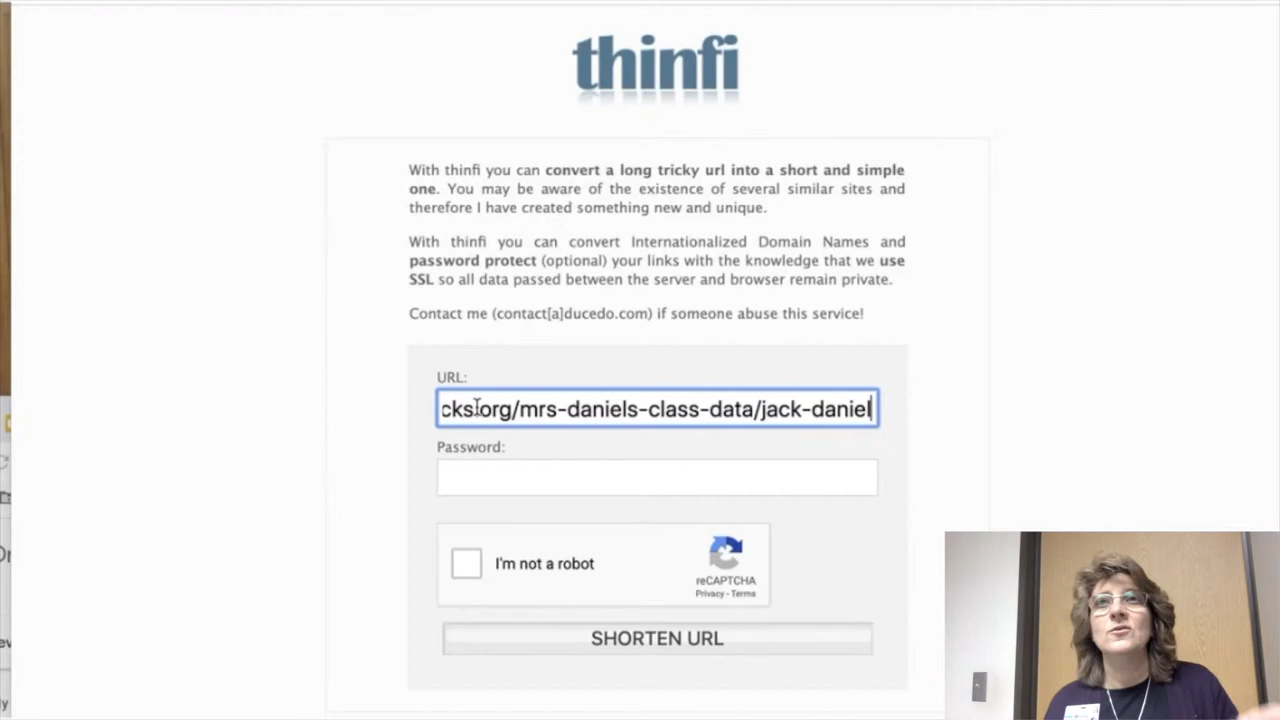 thinfi
With thinfi you can convert a long tricky url into a short and simple
one. You may be aware of the existence of several similar sites and
therefore I have created something new and unique.
With thinfi you can convert Internationalized Domain Names and
password protect (optional) your links with the knowledge that we use
SSL so all data passed between the server and browser remain private.
Contact me (contact[a]ducedo.com) if someone abuse this service!
URL:
cks.org/mrs-daniels-class-data/jack-daniel
Password:
I'm not a robot
reCAPTCHA
Privacy - Terms
SHORTEN URL